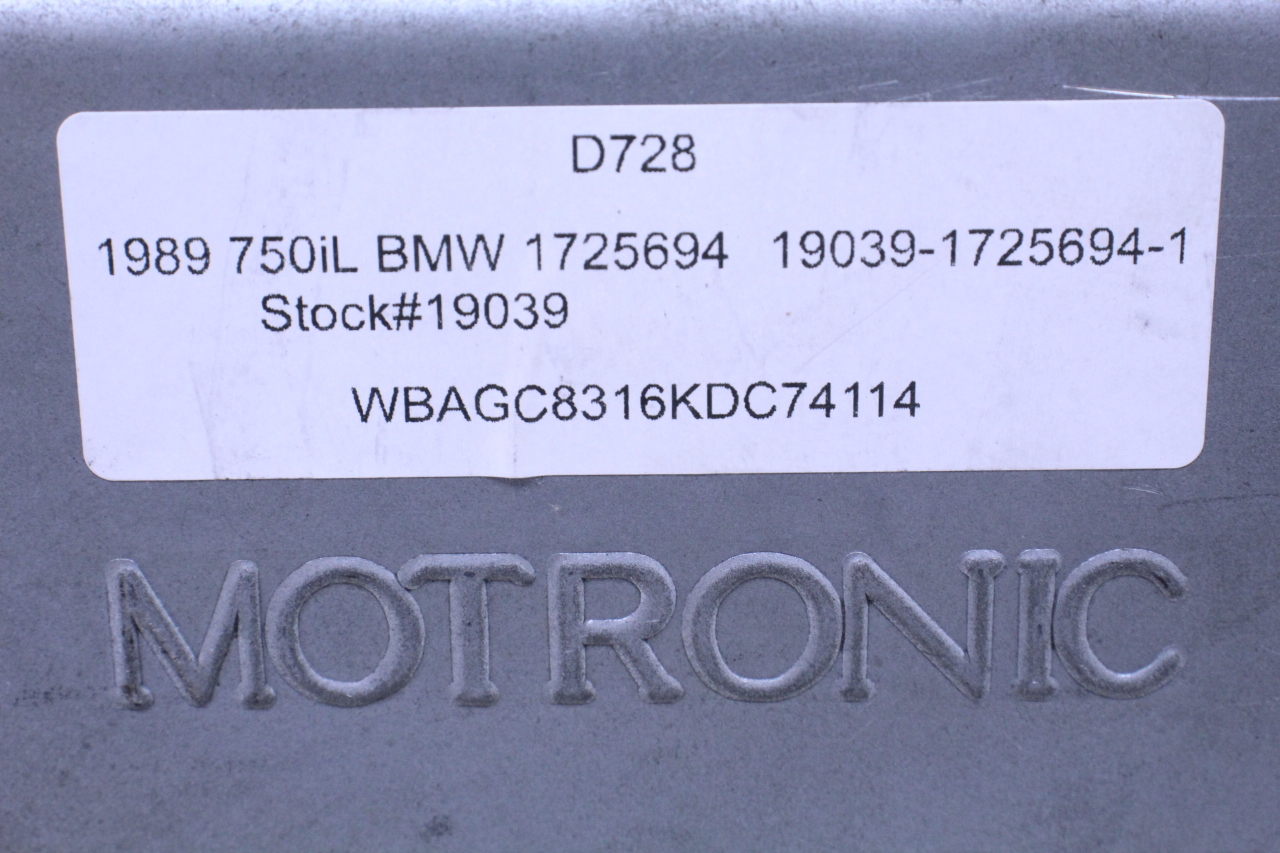 D728
1989 750iL BMW 1725694 19039-1725694-1
Stock#19039
WBAGC8316KDC74114
MOTRONIC